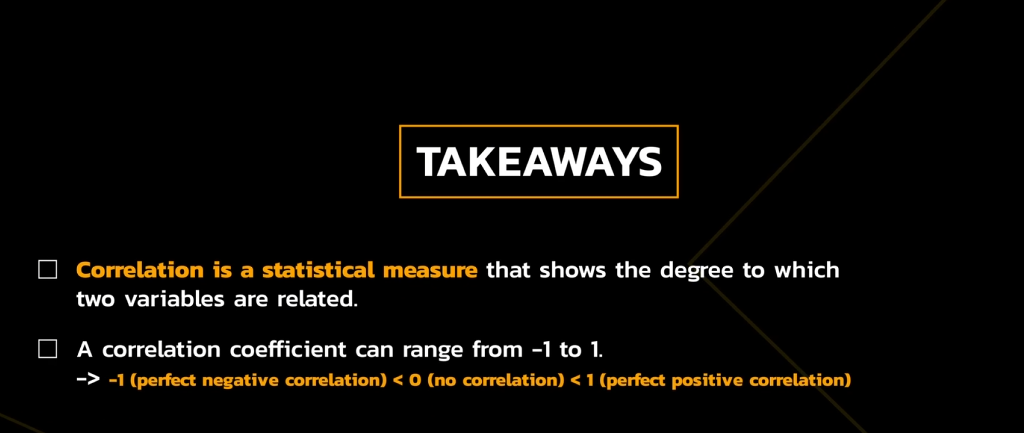 TAKEAWAYS
Correlation is a statistical measure that shows the degree to which
two variables are related.
A correlation coefficient can range from -1 to 1.
-> -1 (perfect negative correlation) < 0 (no correlation) < 1 (perfect positive correlation)